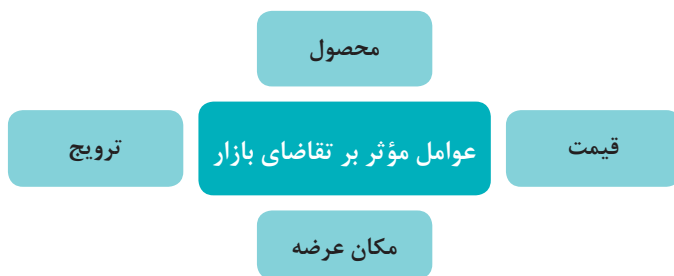 محصول
قیمت
عوامل مؤثر بر تقاضای بازار
ترویج
مکان عرضه